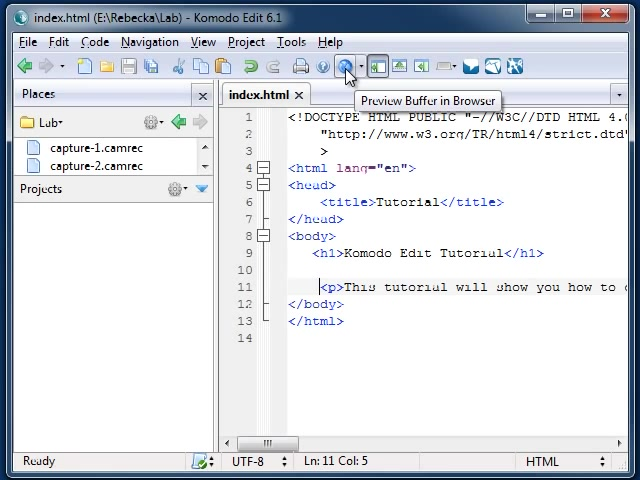 index.html (E:\Rebecka\Lab) - Komodo Edit 6.1
File Edit Code Navigation View Project Tools Help
Places
index.html
Preview Buffer in Browser
Lab
capture-1.camrec
capture-2.camrec
Projects
1 <!DOCTYPE HTML PUBLIC "-//W3C//DTD HTML 4.0
2 "http://www.w3.org/TR/html4/strict.dtd"
3 >
4 <html lang="en">
5 <head>
6 <title>Tutorial</title>
7 </head>
8 <body>
9 <h1>Komodo Edit Tutorial</h1>
10
11 <p>This tutorial will show you how to
12 </body>
13 </html>
14
Ready UTF-8 Ln: 11 Col: 5 HTML